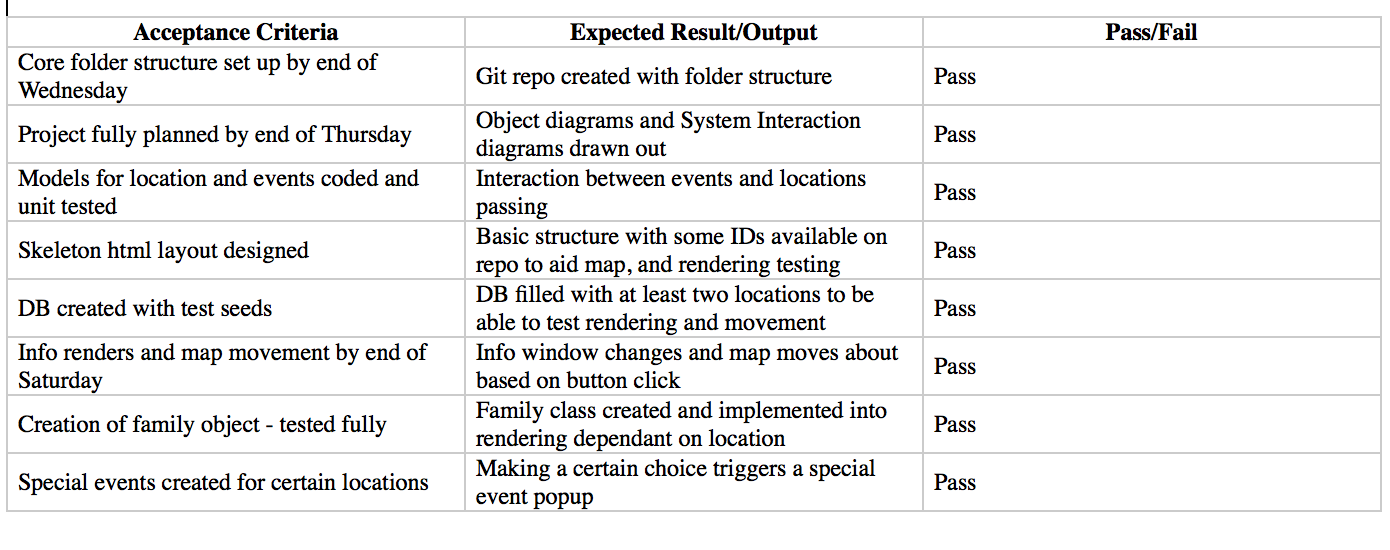 Acceptance Criteria Expected Result/Output Pass/Fail
Core folder structure set up by end of
Wednesday
Git repo created with folder structure
Pass
Project fully planned by end of Thursday
Object diagrams and System Interaction
diagrams drawn out
Pass
Models for location and events coded and
unit tested
Interaction between events and locations
passing
Pass
Skeleton html layout designed
Basic structure with some IDs available on
repo to aid map, and rendering testing
Pass
DB created with test seeds
DB filled with at least two locations to be
able to test rendering and movement
Pass
Info renders and map movement by end of
Saturday
Info window changes and map moves about
based on button click
Pass
Creation of family object - tested fully
Family class created and implemented into
rendering dependant on location
Pass
Special events created for certain locations
Making a certain choice triggers a special
event popup
Pass